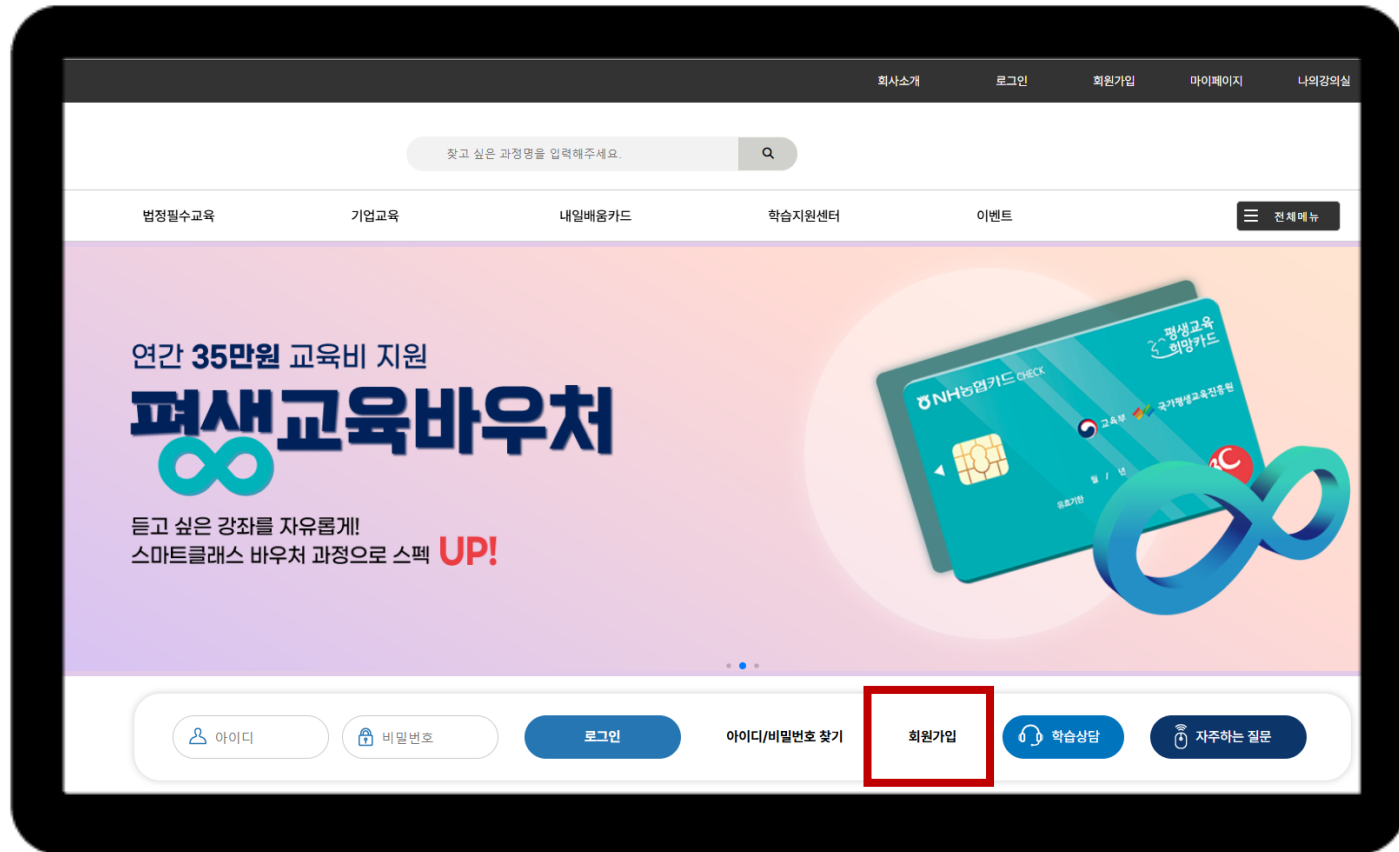 회사소개 로그인 회원가입 마이페이지 나의강의실
찾고 싶은 과정명을 입력해주세요.
법정필수교육 기업교육 내일배움카드 학습지원센터 이벤트 전체메뉴
연간 35만원 교육비 지원
평생교육바우처
듣고 싶은 강좌를 자유롭게!
스마트클래스 바우처 과정으로 스펙 UP!
평생교육
희망카드
NH농협카드 CHECK
교육부 국가평생교육진흥원
월 / 년
유효기한
아이디 비밀번호 로그인 아이디/비밀번호 찾기 회원가입 학습상담 자주하는 질문